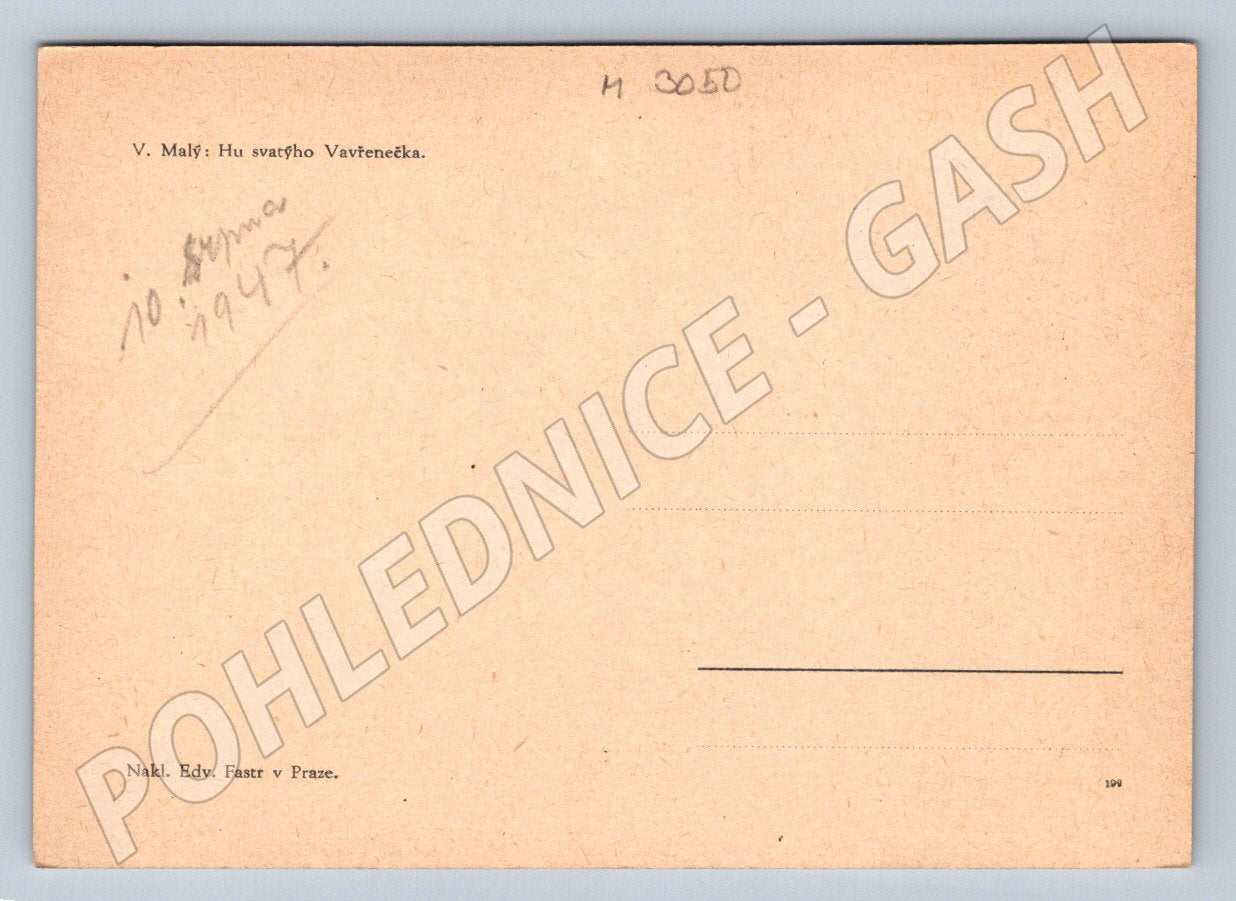 M 3050
V. Malý: Hu svatýho Vavřenečka.
10. srpna
1947.
POHLEDNICE - GASH
Nakl. Edv. Fastr v Praze.
199